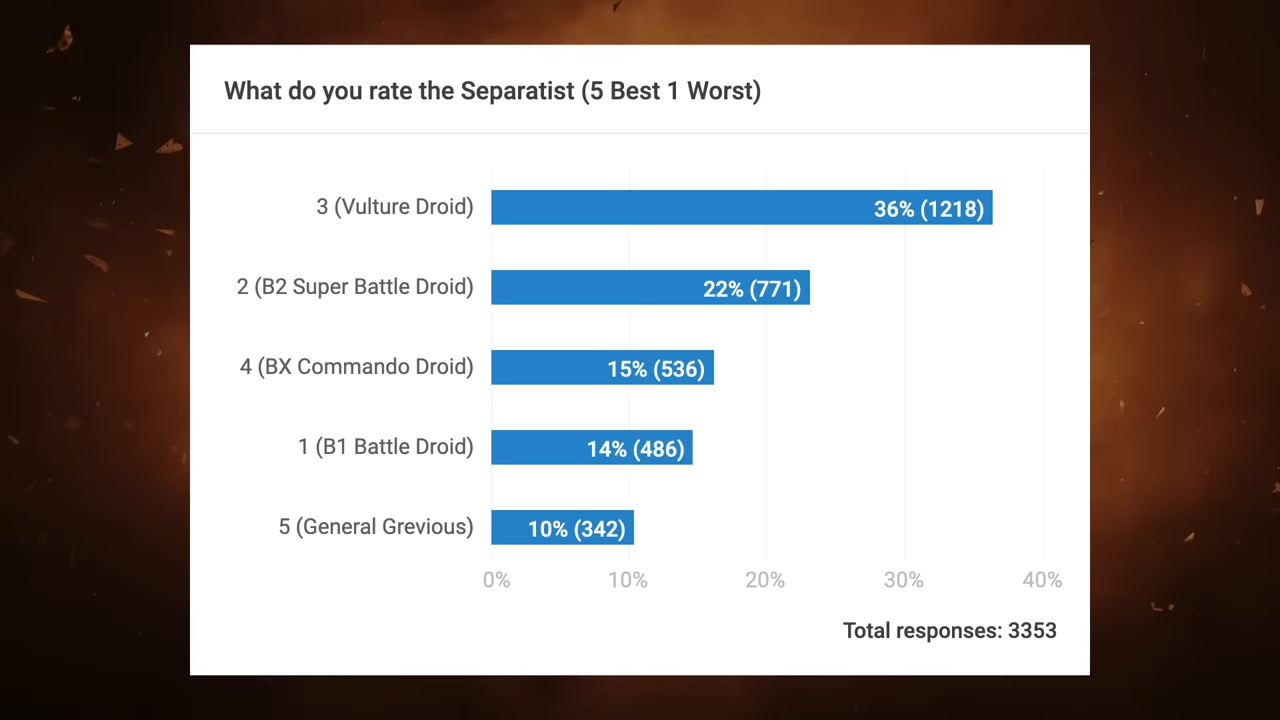 What do you rate the Separatist (5 Best 1 Worst)
3 (Vulture Droid)
36% (1218)
2 (B2 Super Battle Droid)
22% (771)
4 (BX Commando Droid)
15% (536)
1 (B1 Battle Droid)
14% (486)
5 (General Grevious)
10% (342)
0%
10%
20%
30%
40%
Total responses: 3353